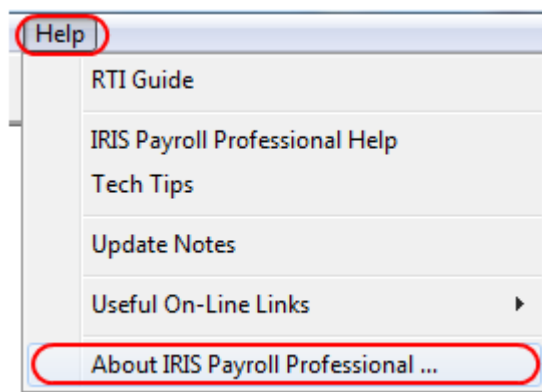 Help
RTI Guide
IRIS Payroll Professional Help
Tech Tips
Update Notes
Useful On-Line Links
About IRIS Payroll Professional ...